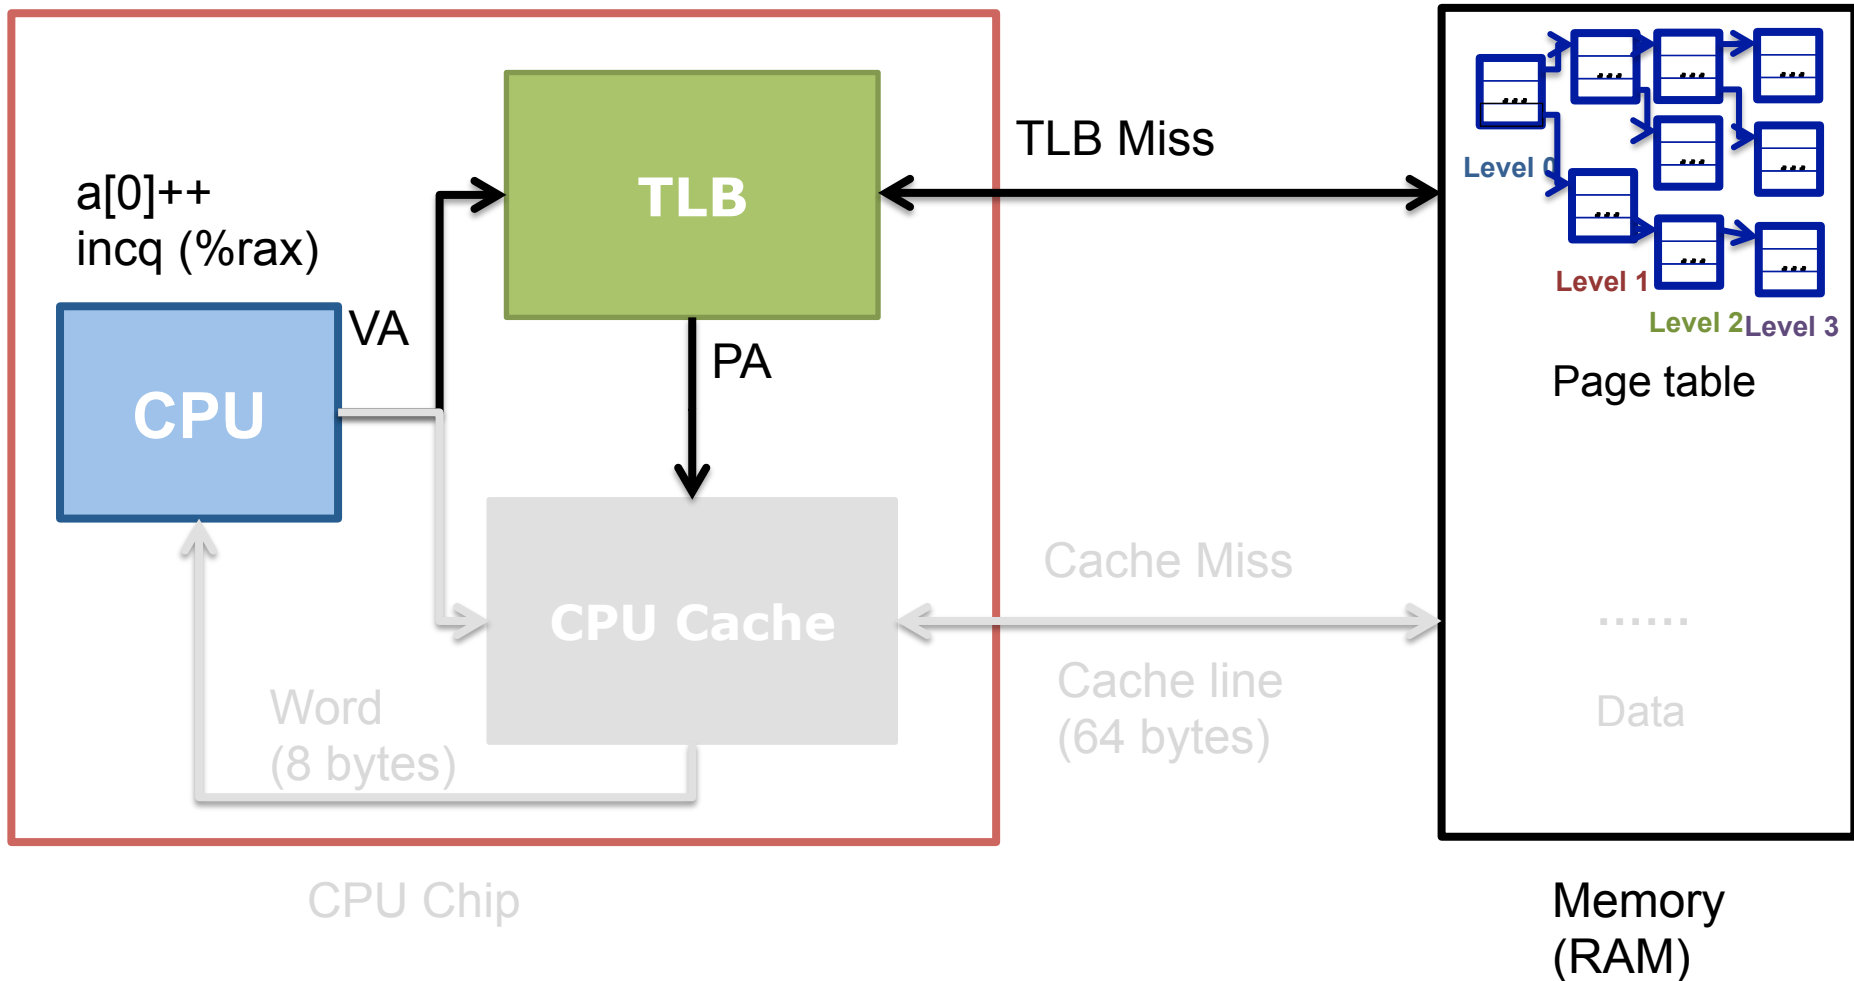 a[0]++
incq (%rax)
CPU
VA
TLB
PA
CPU Cache
Word
(8 bytes)
CPU Chip
TLB Miss
Cache Miss
Cache line
(64 bytes)
...
...
...
...
...
...
...
...
...
Level 0
Level 1
Level 2
Level 3
Page table
......
Data
Memory
(RAM)